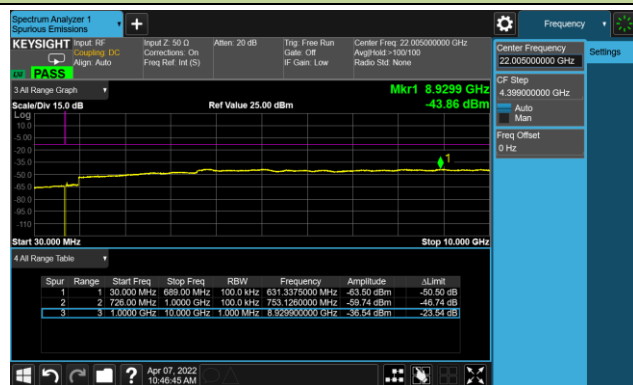 Spectrum Analyzer 1
Spurious Emissions
Frequency
KEYSIGHT
Input: RF
Coupling: DC
Align: Auto
Input Z: 50 Ω
Corrections: On
Freq Ref: Int (S)
Atten: 20 dB
Trig: Free Run
Gate: Off
IF Gain: Low
Center Freq: 22.005000000 GHz
Avg|Hold:>100/100
Radio Std: None
PASS
Center Frequency
22.005000000 GHz
Settings
CF Step
4.399000000 GHz
Auto
Man
Freq Offset
0 Hz
3 All Range Graph
Mkr1 8.9299 GHz
Scale/Div 15.0 dB
Ref Value 25.00 dBm
-43.86 dBm
Log
10.0
-5.00
-20.0
-35.0
-50.0
-65.0
-80.0
-95.0
-110
1
Start 30.000 MHz
Stop 10.000 GHz
4 All Range Table
Spur Range Start Freq Stop Freq RBW Frequency Amplitude ΔLimit
1 1 30.000 MHz 689.00 MHz 100.0 kHz 631.3375000 MHz -63.50 dBm -50.50 dB
2 2 726.00 MHz 1.0000 GHz 100.0 kHz 753.1260000 MHz -59.74 dBm -46.74 dB
3 3 1.0000 GHz 10.000 GHz 1.000 MHz 8.929900000 GHz -36.54 dBm -23.54 dB
?
Apr 07, 2022
10:46:45 AM